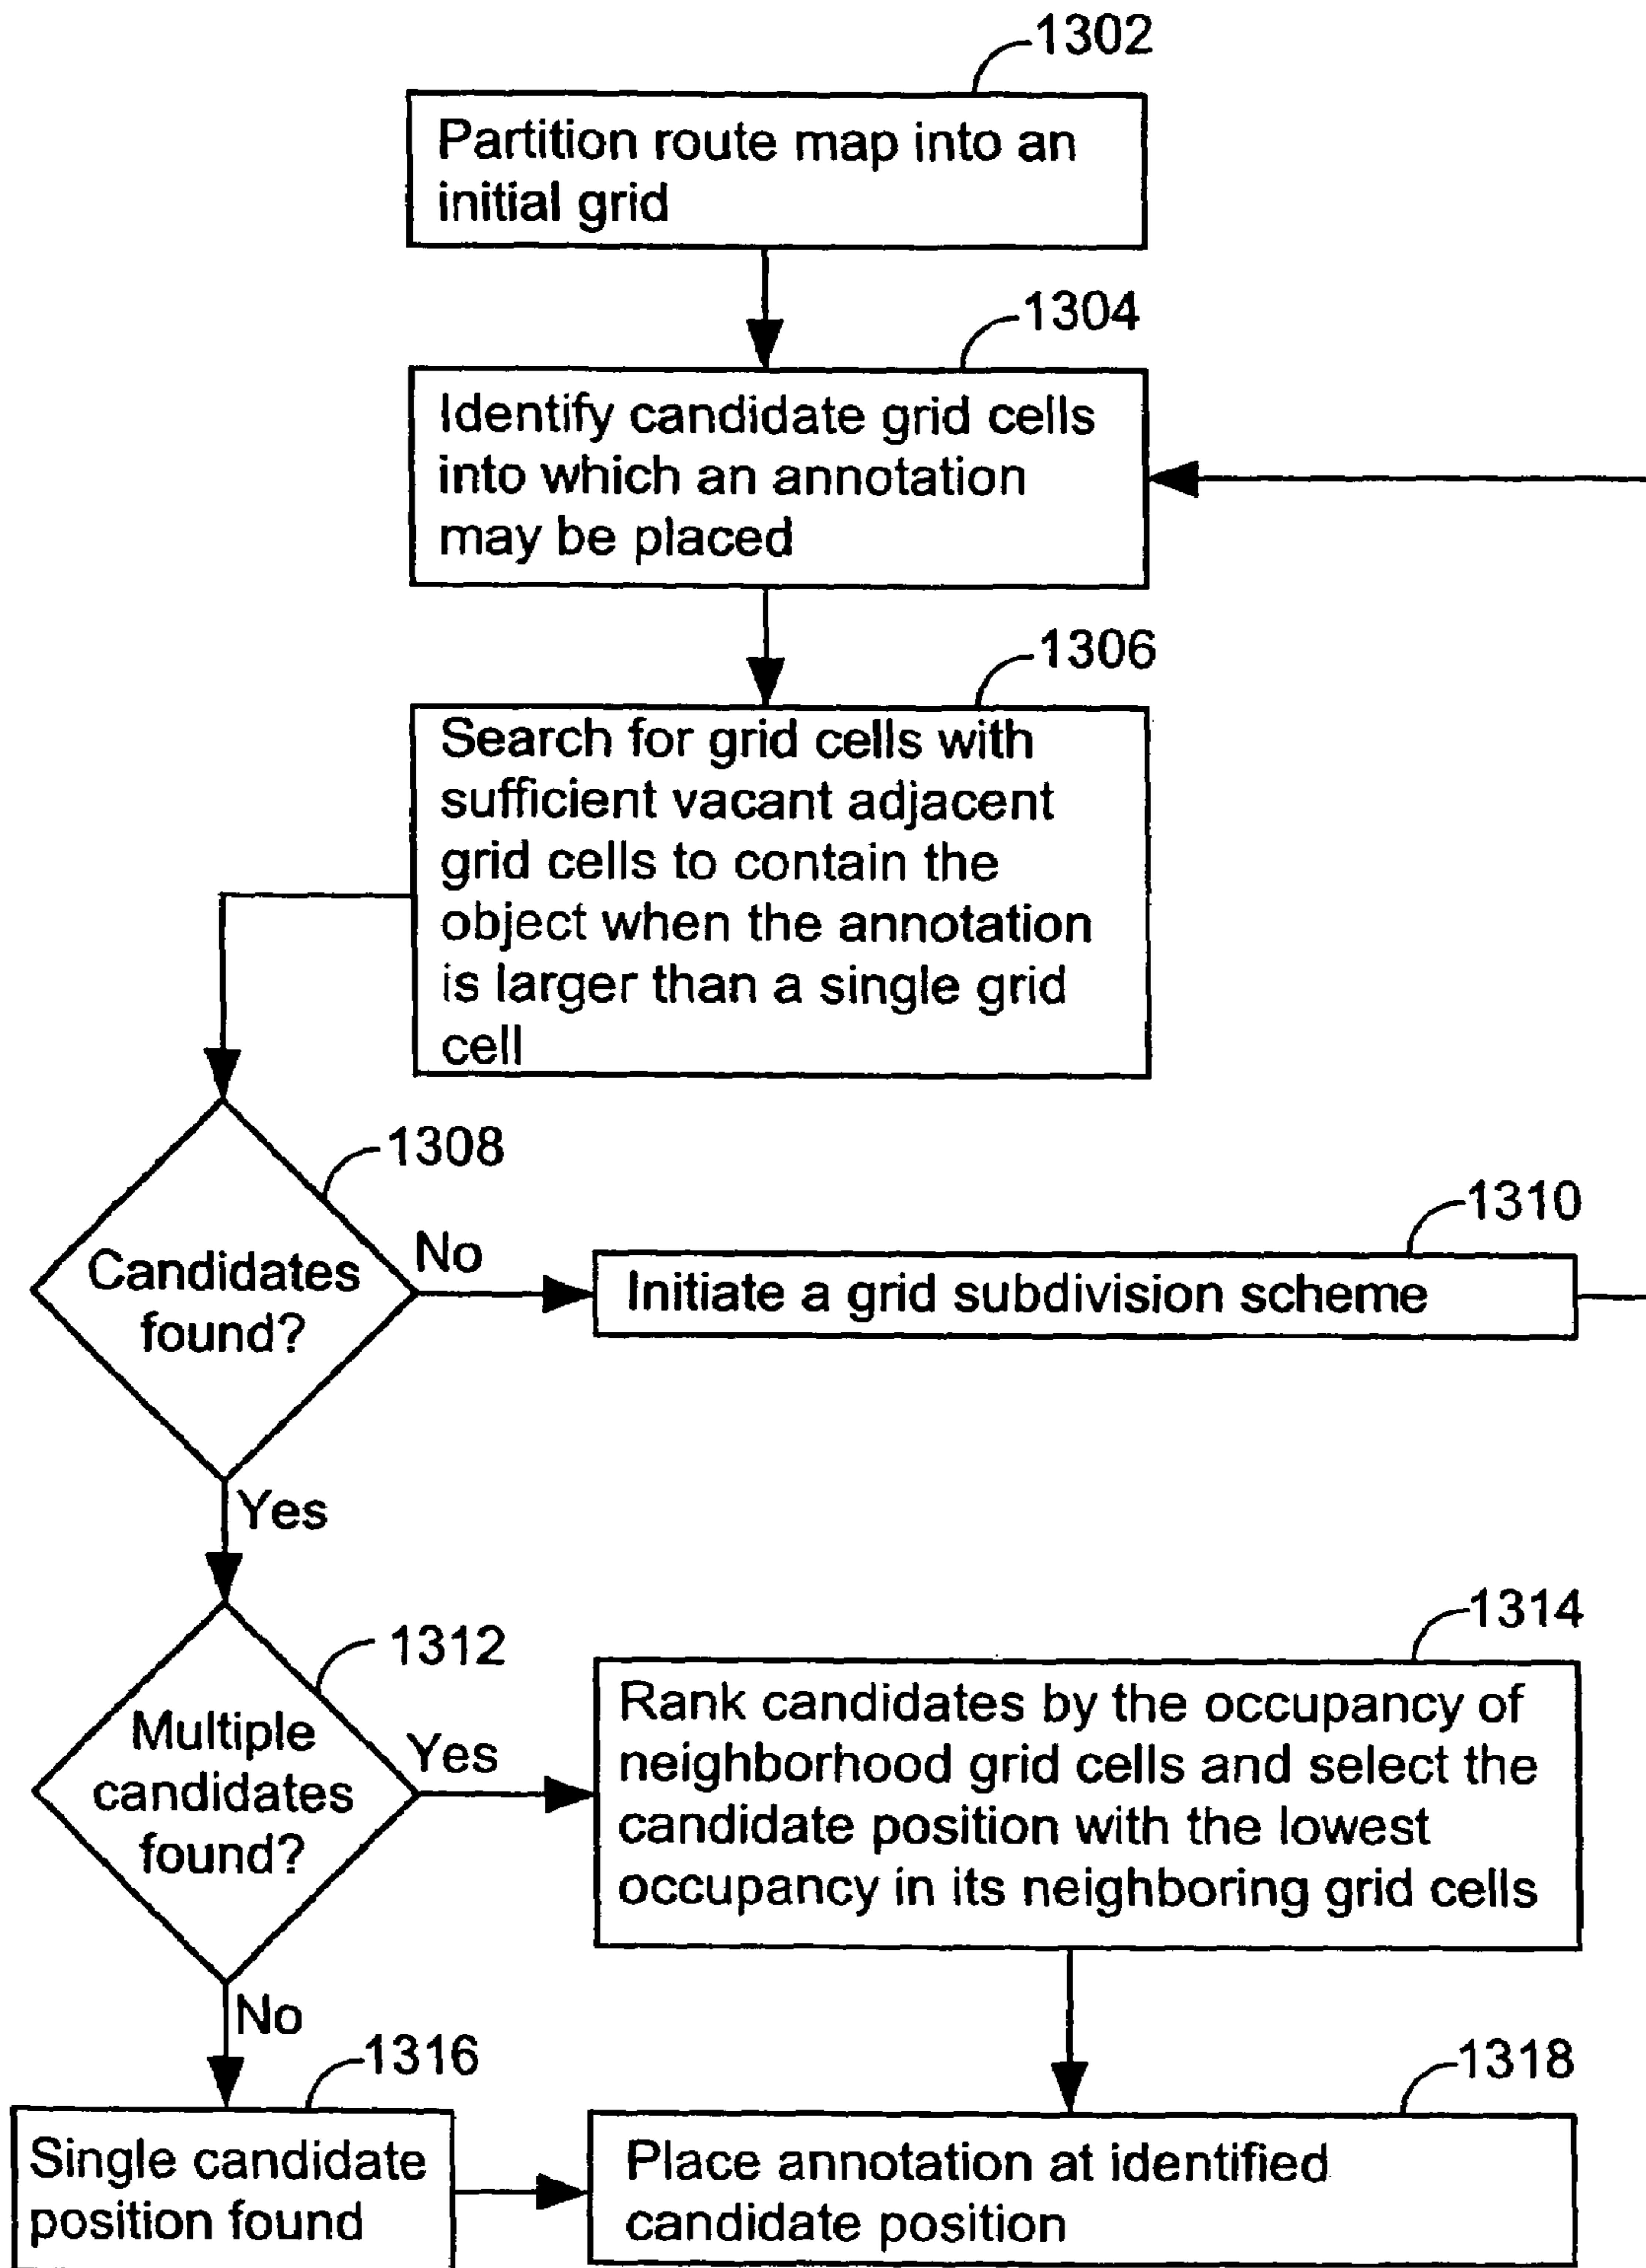 1302
Partition route map into an
initial grid
1304
Identify candidate grid cells
into which an annotation
may be placed
1306
Search for grid cells with
sufficient vacant adjacent
grid cells to contain the
object when the annotation
is larger than a single grid
cell
1308
Candidates
found?
No
1310
Initiate a grid subdivision scheme
Yes
1312
Multiple
candidates
found?
Yes
1314
Rank candidates by the occupancy of
neighborhood grid cells and select the
candidate position with the lowest
occupancy in its neighboring grid cells
No
1316
Single candidate
position found
1318
Place annotation at identified
candidate position